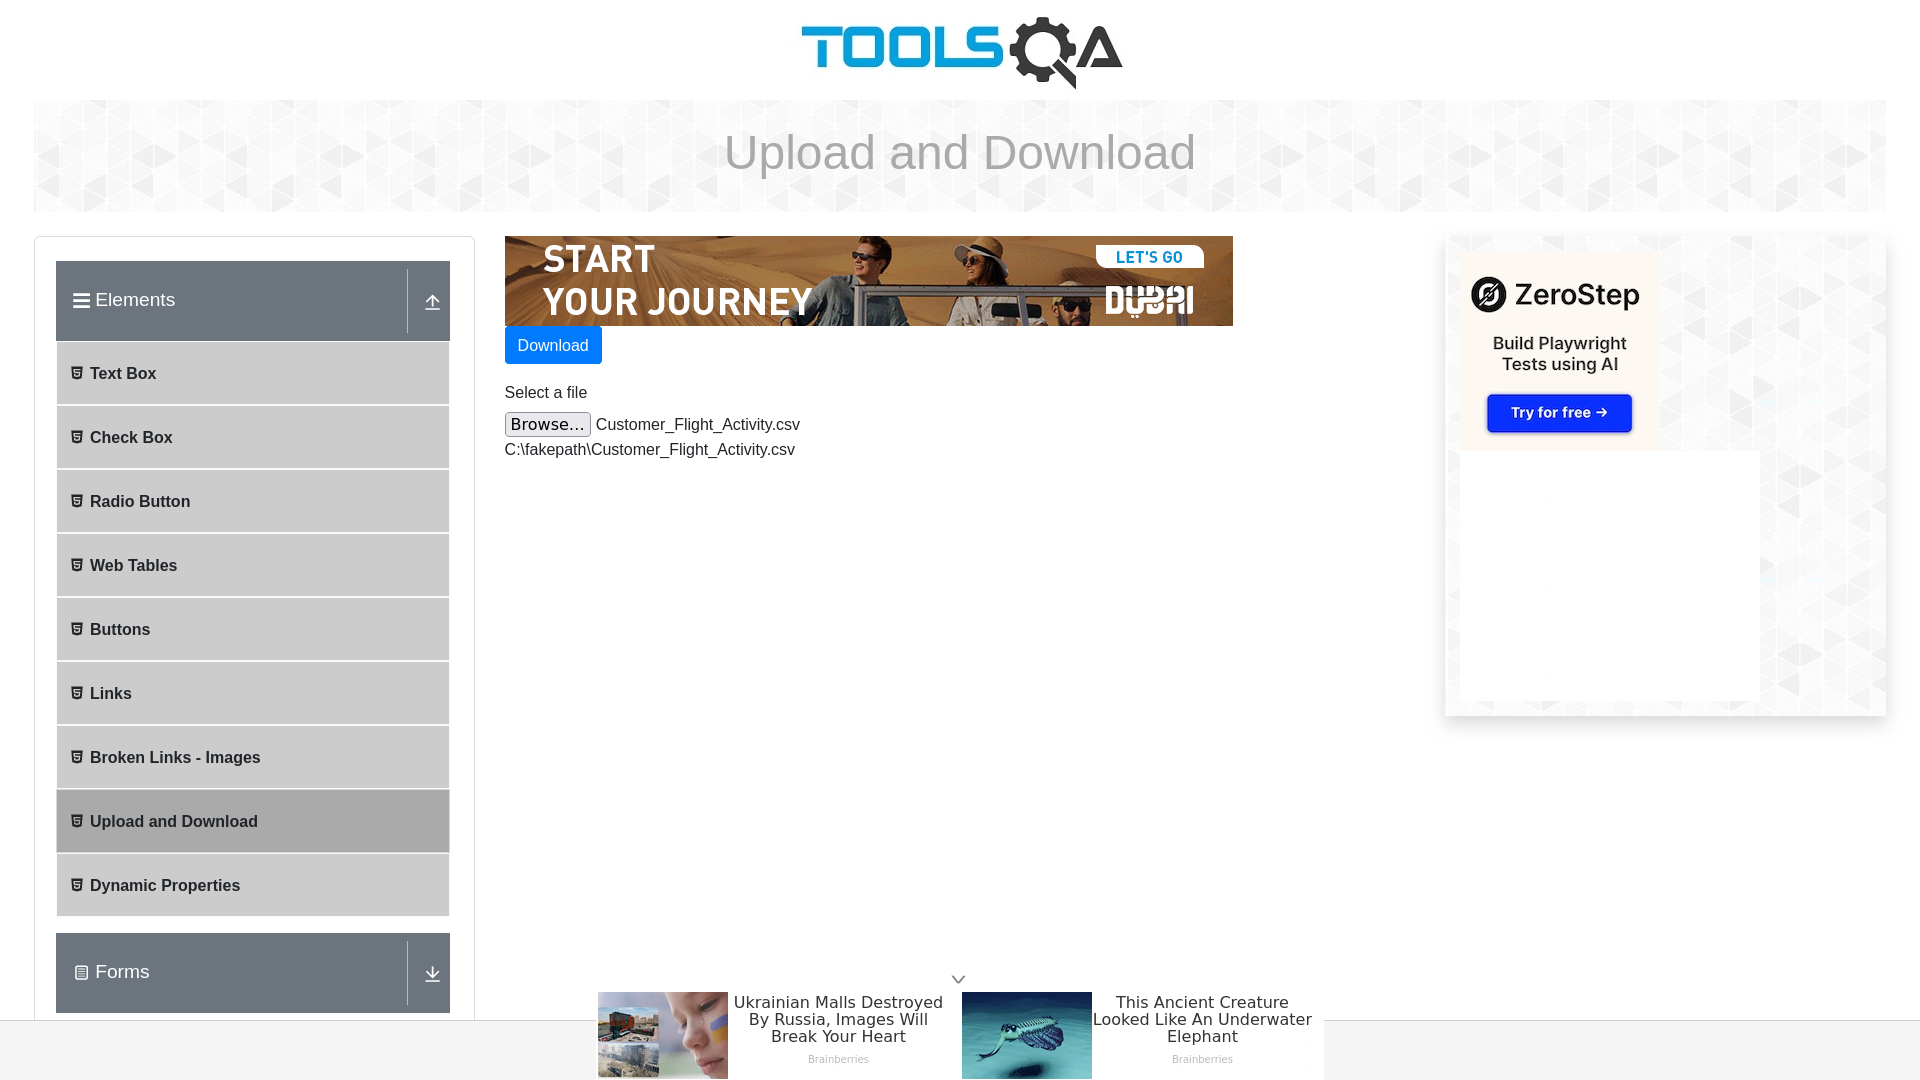 TOOLSQA
Upload and Download
Elements
Text Box
Check Box
Radio Button
Web Tables
Buttons
Links
Broken Links - Images
Upload and Download
Dynamic Properties
Forms
START
YOUR JOURNEY
LET'S GO
DUBAI
Download
Select a file
Browse... Customer_Flight_Activity.csv
C:\fakepath\Customer_Flight_Activity.csv
ZeroStep
Build Playwright
Tests using AI
Try for free →
Ukrainian Malls Destroyed
By Russia, Images Will
Break Your Heart
Brainberries
This Ancient Creature
Looked Like An Underwater
Elephant
Brainberries